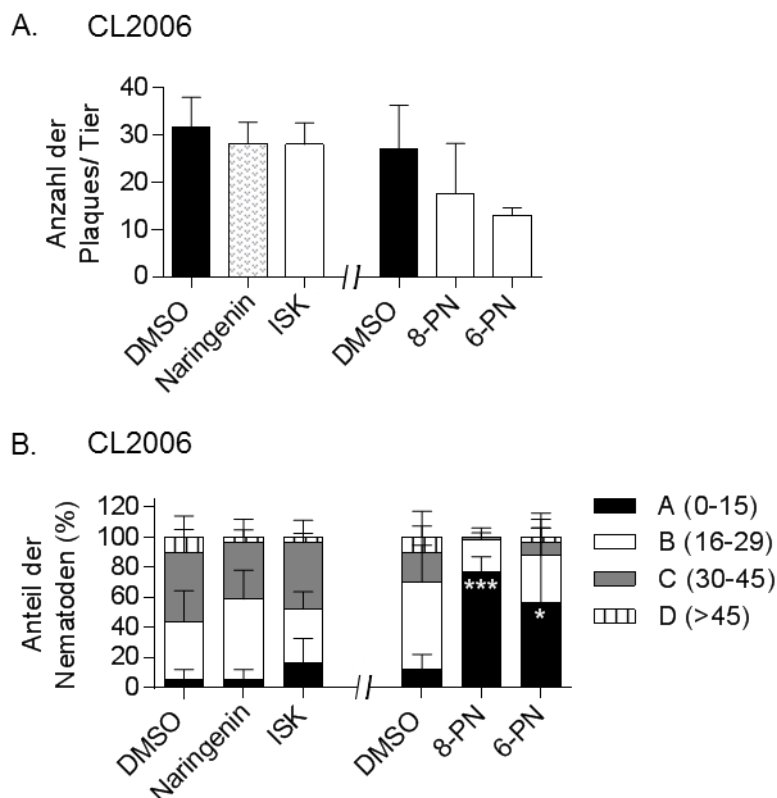 A. CL2006
Anzahl der
Plaques/ Tier
40
30
20
10
0
DMSO
Naringenin
ISK
//
DMSO
8-PN
6-PN
B. CL2006
Anteil der
Nematoden (%)
120
100
80
60
40
20
0
***
*
DMSO
Naringenin
ISK
//
DMSO
8-PN
6-PN
A (0-15)
B (16-29)
C (30-45)
D (>45)